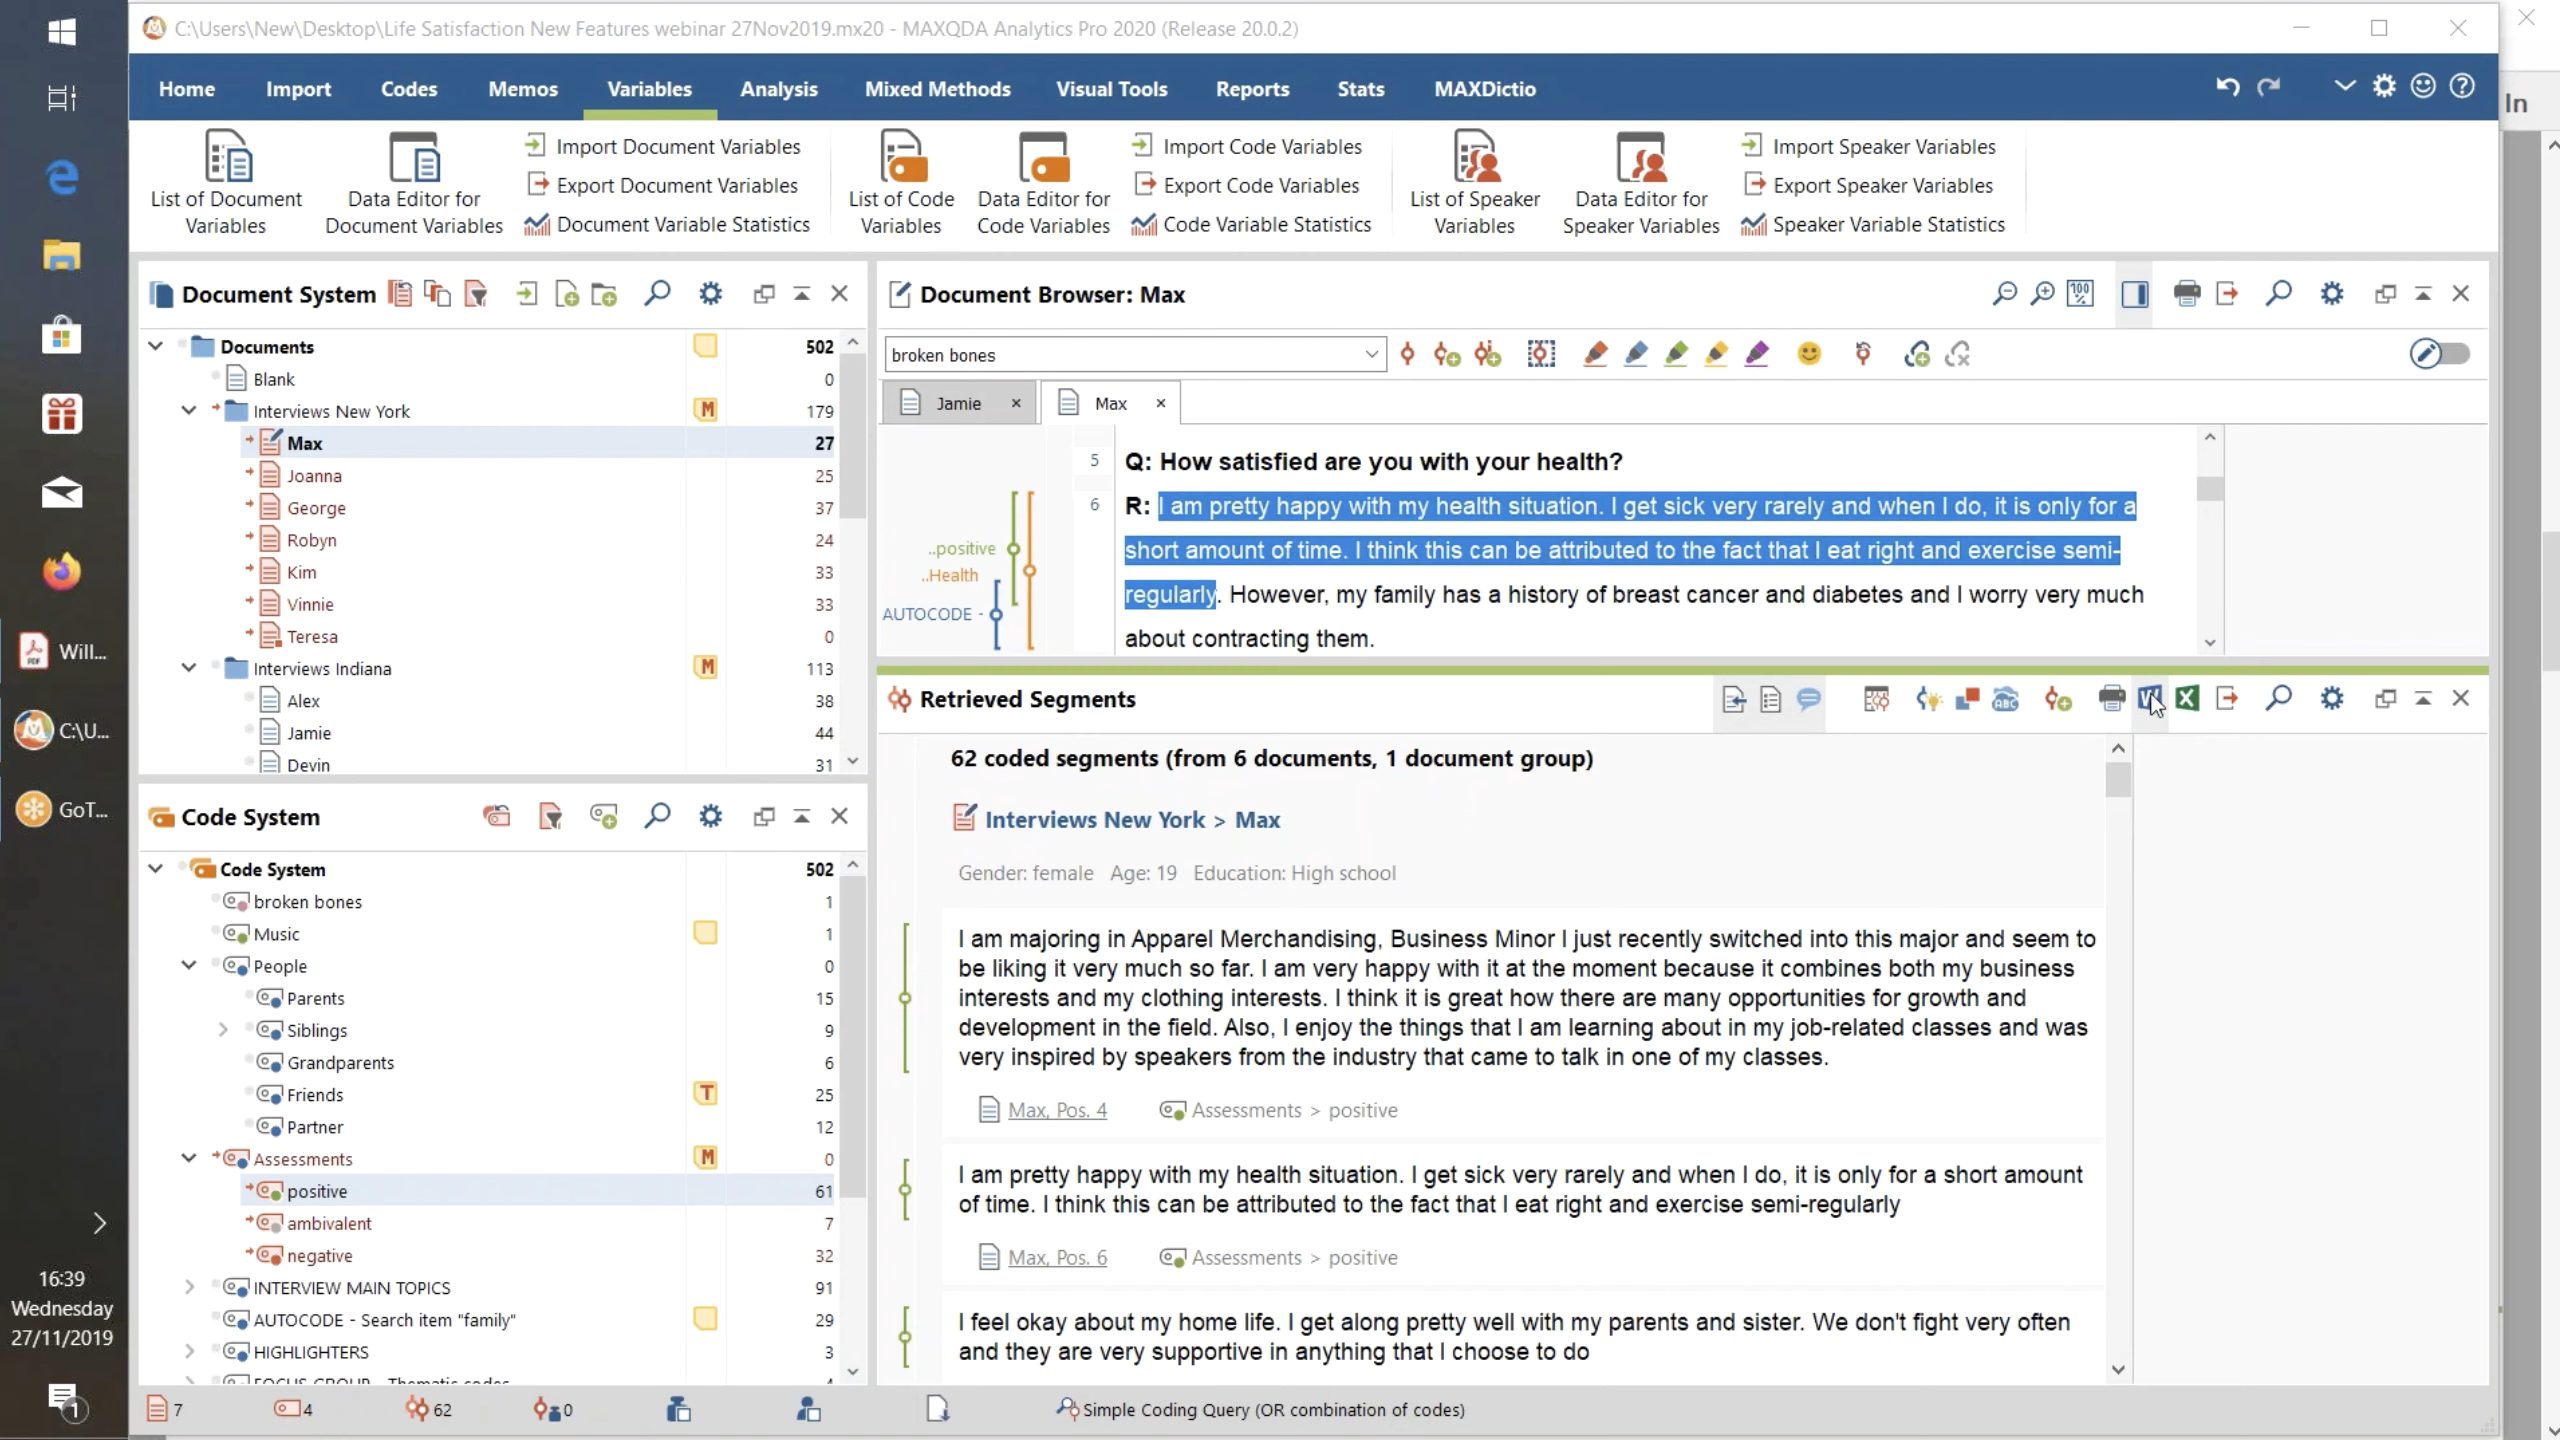 C:\Users\New\Desktop\Life Satisfaction New Features webinar 27Nov2019.mx20 - MAXQDA Analytics Pro 2020 (Release 20.0.2)
Home Import Codes Memos Variables Analysis Mixed Methods Visual Tools Reports Stats MAXDictio
In
List of Document Variables
Data Editor for Document Variables
Import Document Variables
Export Document Variables
Document Variable Statistics
List of Code Variables
Data Editor for Code Variables
Import Code Variables
Export Code Variables
Code Variable Statistics
List of Speaker Variables
Data Editor for Speaker Variables
Import Speaker Variables
Export Speaker Variables
Speaker Variable Statistics
Document System
Documents 502
Blank 0
Interviews New York M 179
Max 27
Joanna 25
George 37
Robyn 24
Kim 33
Vinnie 33
Teresa 0
Interviews Indiana M 113
Alex 38
Jamie 44
Devin 31
Document Browser: Max
100 %
broken bones
Jamie
Max
5 Q: How satisfied are you with your health?
6 R: I am pretty happy with my health situation. I get sick very rarely and when I do, it is only for a
short amount of time. I think this can be attributed to the fact that I eat right and exercise semi-
regularly. However, my family has a history of breast cancer and diabetes and I worry very much
about contracting them.
..positive
..Health
AUTOCODE -
Code System
Code System 502
broken bones 1
Music 1
People 0
Parents 15
Siblings 9
Grandparents 6
Friends T 25
Partner 12
Assessments M 0
positive 61
ambivalent 7
negative 32
INTERVIEW MAIN TOPICS 91
AUTOCODE - Search item "family" 29
HIGHLIGHTERS 3
Retrieved Segments
ABC
62 coded segments (from 6 documents, 1 document group)
Interviews New York > Max
Gender: female Age: 19 Education: High school
I am majoring in Apparel Merchandising, Business Minor I just recently switched into this major and seem to
be liking it very much so far. I am very happy with it at the moment because it combines both my business
interests and my clothing interests. I think it is great how there are many opportunities for growth and
development in the field. Also, I enjoy the things that I am learning about in my job-related classes and was
very inspired by speakers from the industry that came to talk in one of my classes.
Max, Pos. 4 Assessments > positive
I am pretty happy with my health situation. I get sick very rarely and when I do, it is only for a short amount
of time. I think this can be attributed to the fact that I eat right and exercise semi-regularly
Max, Pos. 6 Assessments > positive
I feel okay about my home life. I get along pretty well with my parents and sister. We don't fight very often
and they are very supportive in anything that I choose to do
7 4 62 0 Simple Coding Query (OR combination of codes)
Will...
C:\U...
GoT...
16:39
Wednesday
27/11/2019
1